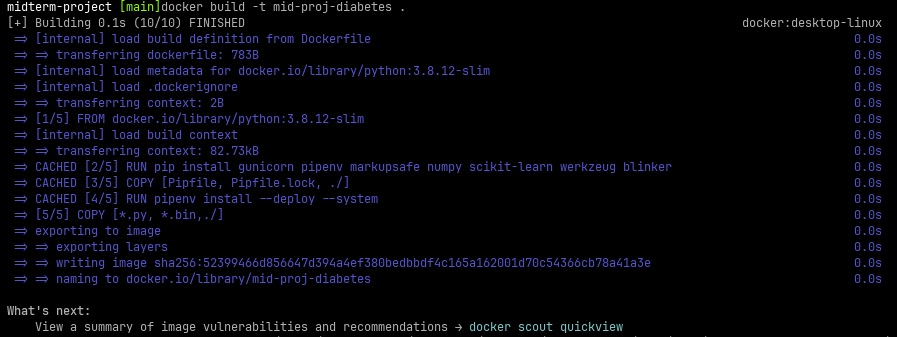 midterm-project [main]docker build -t mid-proj-diabetes .
[+] Building 0.1s (10/10) FINISHED docker:desktop-linux
=> [internal] load build definition from Dockerfile 0.0s
=> => transferring dockerfile: 783B 0.0s
=> [internal] load metadata for docker.io/library/python:3.8.12-slim 0.0s
=> [internal] load .dockerignore 0.0s
=> => transferring context: 2B 0.0s
=> [1/5] FROM docker.io/library/python:3.8.12-slim 0.0s
=> [internal] load build context 0.0s
=> => transferring context: 82.73kB 0.0s
=> CACHED [2/5] RUN pip install gunicorn pipenv markupsafe numpy scikit-learn werkzeug blinker 0.0s
=> CACHED [3/5] COPY [Pipfile, Pipfile.lock, ./] 0.0s
=> CACHED [4/5] RUN pipenv install --deploy --system 0.0s
=> [5/5] COPY [*.py, *.bin,./] 0.0s
=> exporting to image 0.0s
=> => exporting layers 0.0s
=> => writing image sha256:52399466d856647d394a4ef380bedbbdf4c165a162001d70c54366cb78a41a3e 0.0s
=> => naming to docker.io/library/mid-proj-diabetes 0.0s
What's next:
View a summary of image vulnerabilities and recommendations → docker scout quickview